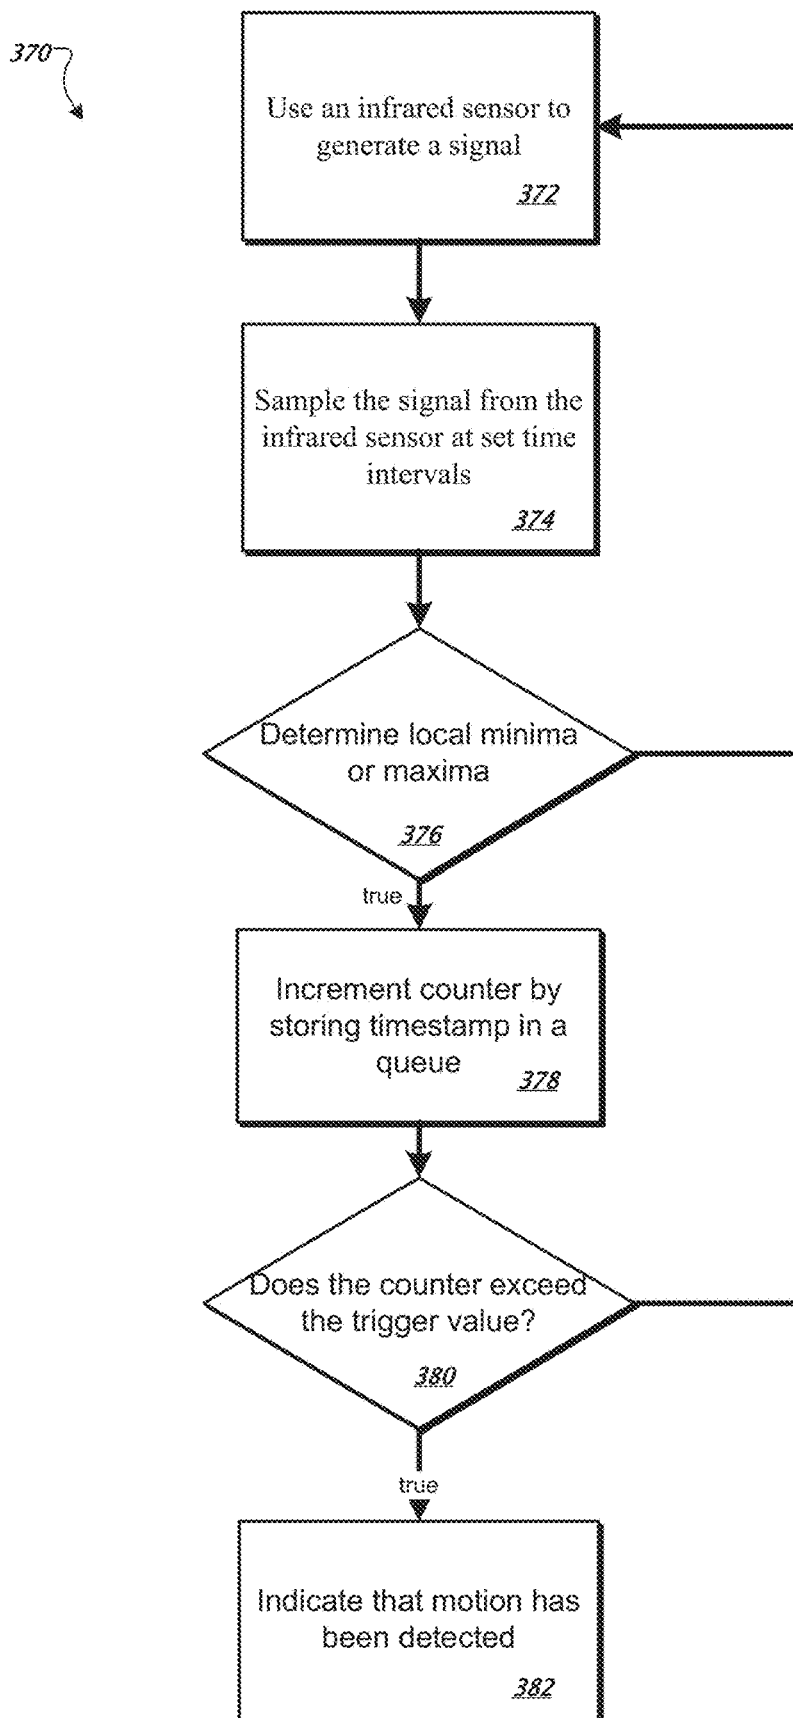 370
Use an infrared sensor to
generate a signal
372
Sample the signal from the
infrared sensor at set time
intervals
374
Determine local minima
or maxima
376
true
Increment counter by
storing timestamp in a
queue
378
Does the counter exceed
the trigger value?
380
true
Indicate that motion has
been detected
382